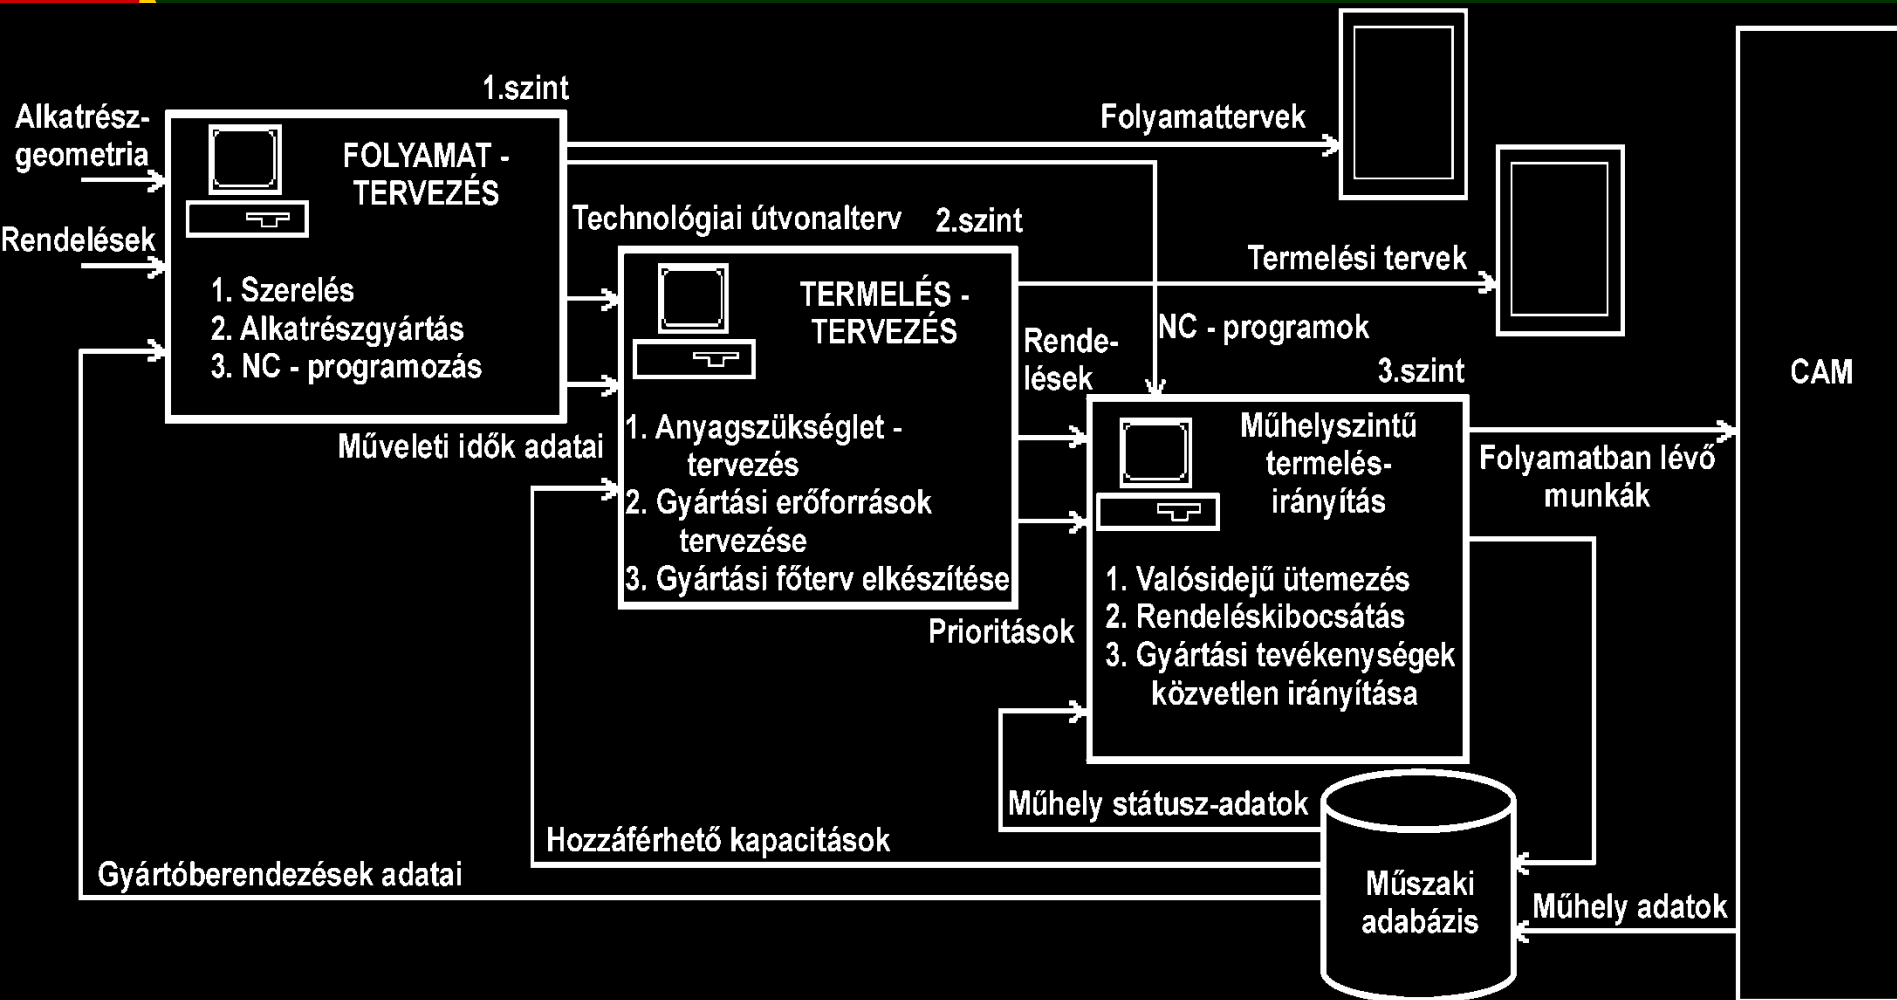 1.szint
Alkatrész-
geometria
Rendelések
FOLYAMAT -
TERVEZÉS
1. Szerelés
2. Alkatrészgyártás
3. NC - programozás
Folyamattervek
Technológiai útvonalterv
2.szint
Műveleti idők adatai
TERMELÉS -
TERVEZÉS
1. Anyagszükséglet -
tervezés
2. Gyártási erőforrások
tervezése
3. Gyártási főterv elkészítése
Termelési tervek
NC - programok
Rende-
lések
3.szint
Prioritások
Műhelyszintű
termelés-
irányítás
1. Valósidejű ütemezés
2. Rendeléskibocsátás
3. Gyártási tevékenységek
közvetlen irányítása
Folyamatban lévő
munkák
CAM
Műhely státusz-adatok
Hozzáférhető kapacitások
Gyártóberendezések adatai
Műszaki
adabázis
Műhely adatok